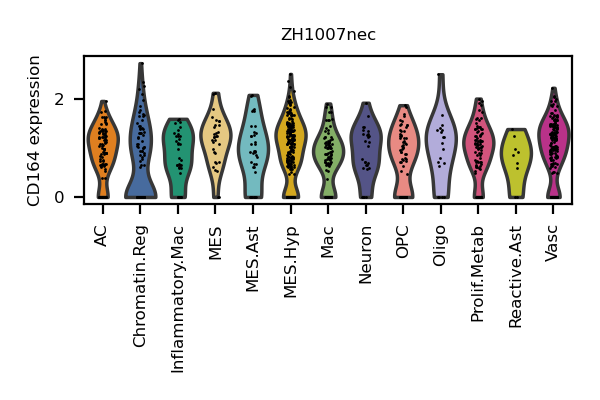 ZH1007nec
CD164 expression
2
0
AC
Chromatin.Reg
Inflammatory.Mac
MES
MES.Ast
MES.Hyp
Mac
Neuron
OPC
Oligo
Prolif.Metab
Reactive.Ast
Vasc